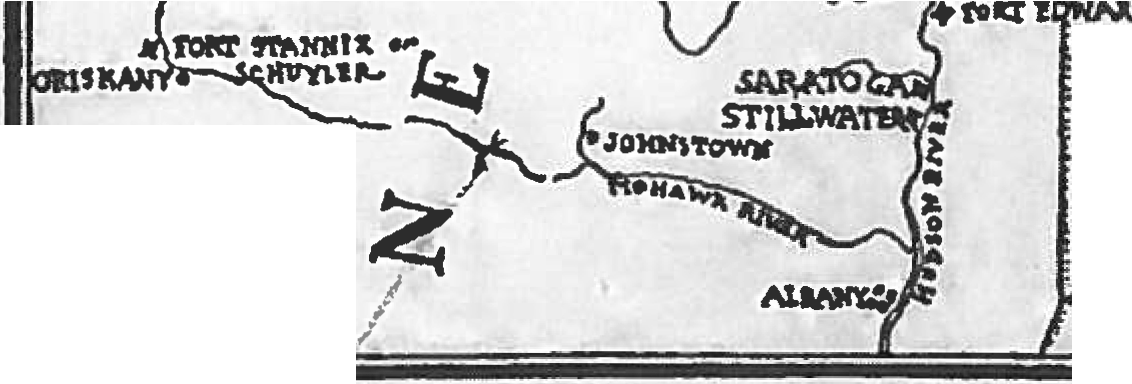 FORT EDWAR
FORT STANNIX or
SCHUYLER
ORISKANY
E
SARATOGA
STILLWATER
JOHNSTOWN
MOHAWK RIVER
HUDSON RIVER
N
ALBANY